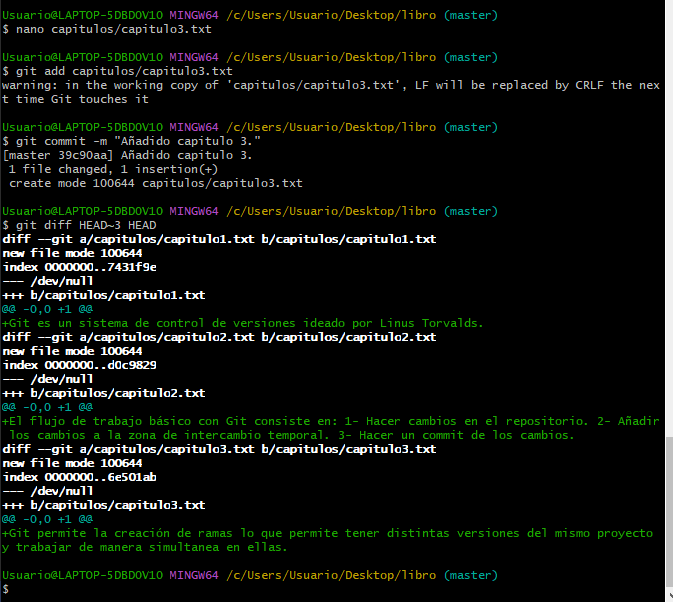 Usuario@LAPTOP-5DBDOV10 MINGW64 /c/Users/Usuario/Desktop/libro (master)
$ nano capitulos/capitulo3.txt
Usuario@LAPTOP-5DBDOV10 MINGW64 /c/Users/Usuario/Desktop/libro (master)
$ git add capitulos/capitulo3.txt
warning: in the working copy of 'capitulos/capitulo3.txt', LF will be replaced by CRLF the nex
t time Git touches it
Usuario@LAPTOP-5DBDOV10 MINGW64 /c/Users/Usuario/Desktop/libro (master)
$ git commit -m "Añadido capitulo 3."
[master 39c90aa] Añadido capitulo 3.
 1 file changed, 1 insertion(+)
 create mode 100644 capitulos/capitulo3.txt
Usuario@LAPTOP-5DBDOV10 MINGW64 /c/Users/Usuario/Desktop/libro (master)
$ git diff HEAD~3 HEAD
diff --git a/capitulos/capitulo1.txt b/capitulos/capitulo1.txt
new file mode 100644
index 0000000..7431f9e
--- /dev/null
+++ b/capitulos/capitulo1.txt
@@ -0,0 +1 @@
+Git es un sistema de control de versiones ideado por Linus Torvalds.
diff --git a/capitulos/capitulo2.txt b/capitulos/capitulo2.txt
new file mode 100644
index 0000000..d0c9829
--- /dev/null
+++ b/capitulos/capitulo2.txt
@@ -0,0 +1 @@
+El flujo de trabajo básico con Git consiste en: 1- Hacer cambios en el repositorio. 2- Añadir
 los cambios a la zona de intercambio temporal. 3- Hacer un commit de los cambios.
diff --git a/capitulos/capitulo3.txt b/capitulos/capitulo3.txt
new file mode 100644
index 0000000..6e501ab
--- /dev/null
+++ b/capitulos/capitulo3.txt
@@ -0,0 +1 @@
+Git permite la creación de ramas lo que permite tener distintas versiones del mismo proyecto
y trabajar de manera simultanea en ellas.
Usuario@LAPTOP-5DBDOV10 MINGW64 /c/Users/Usuario/Desktop/libro (master)
$